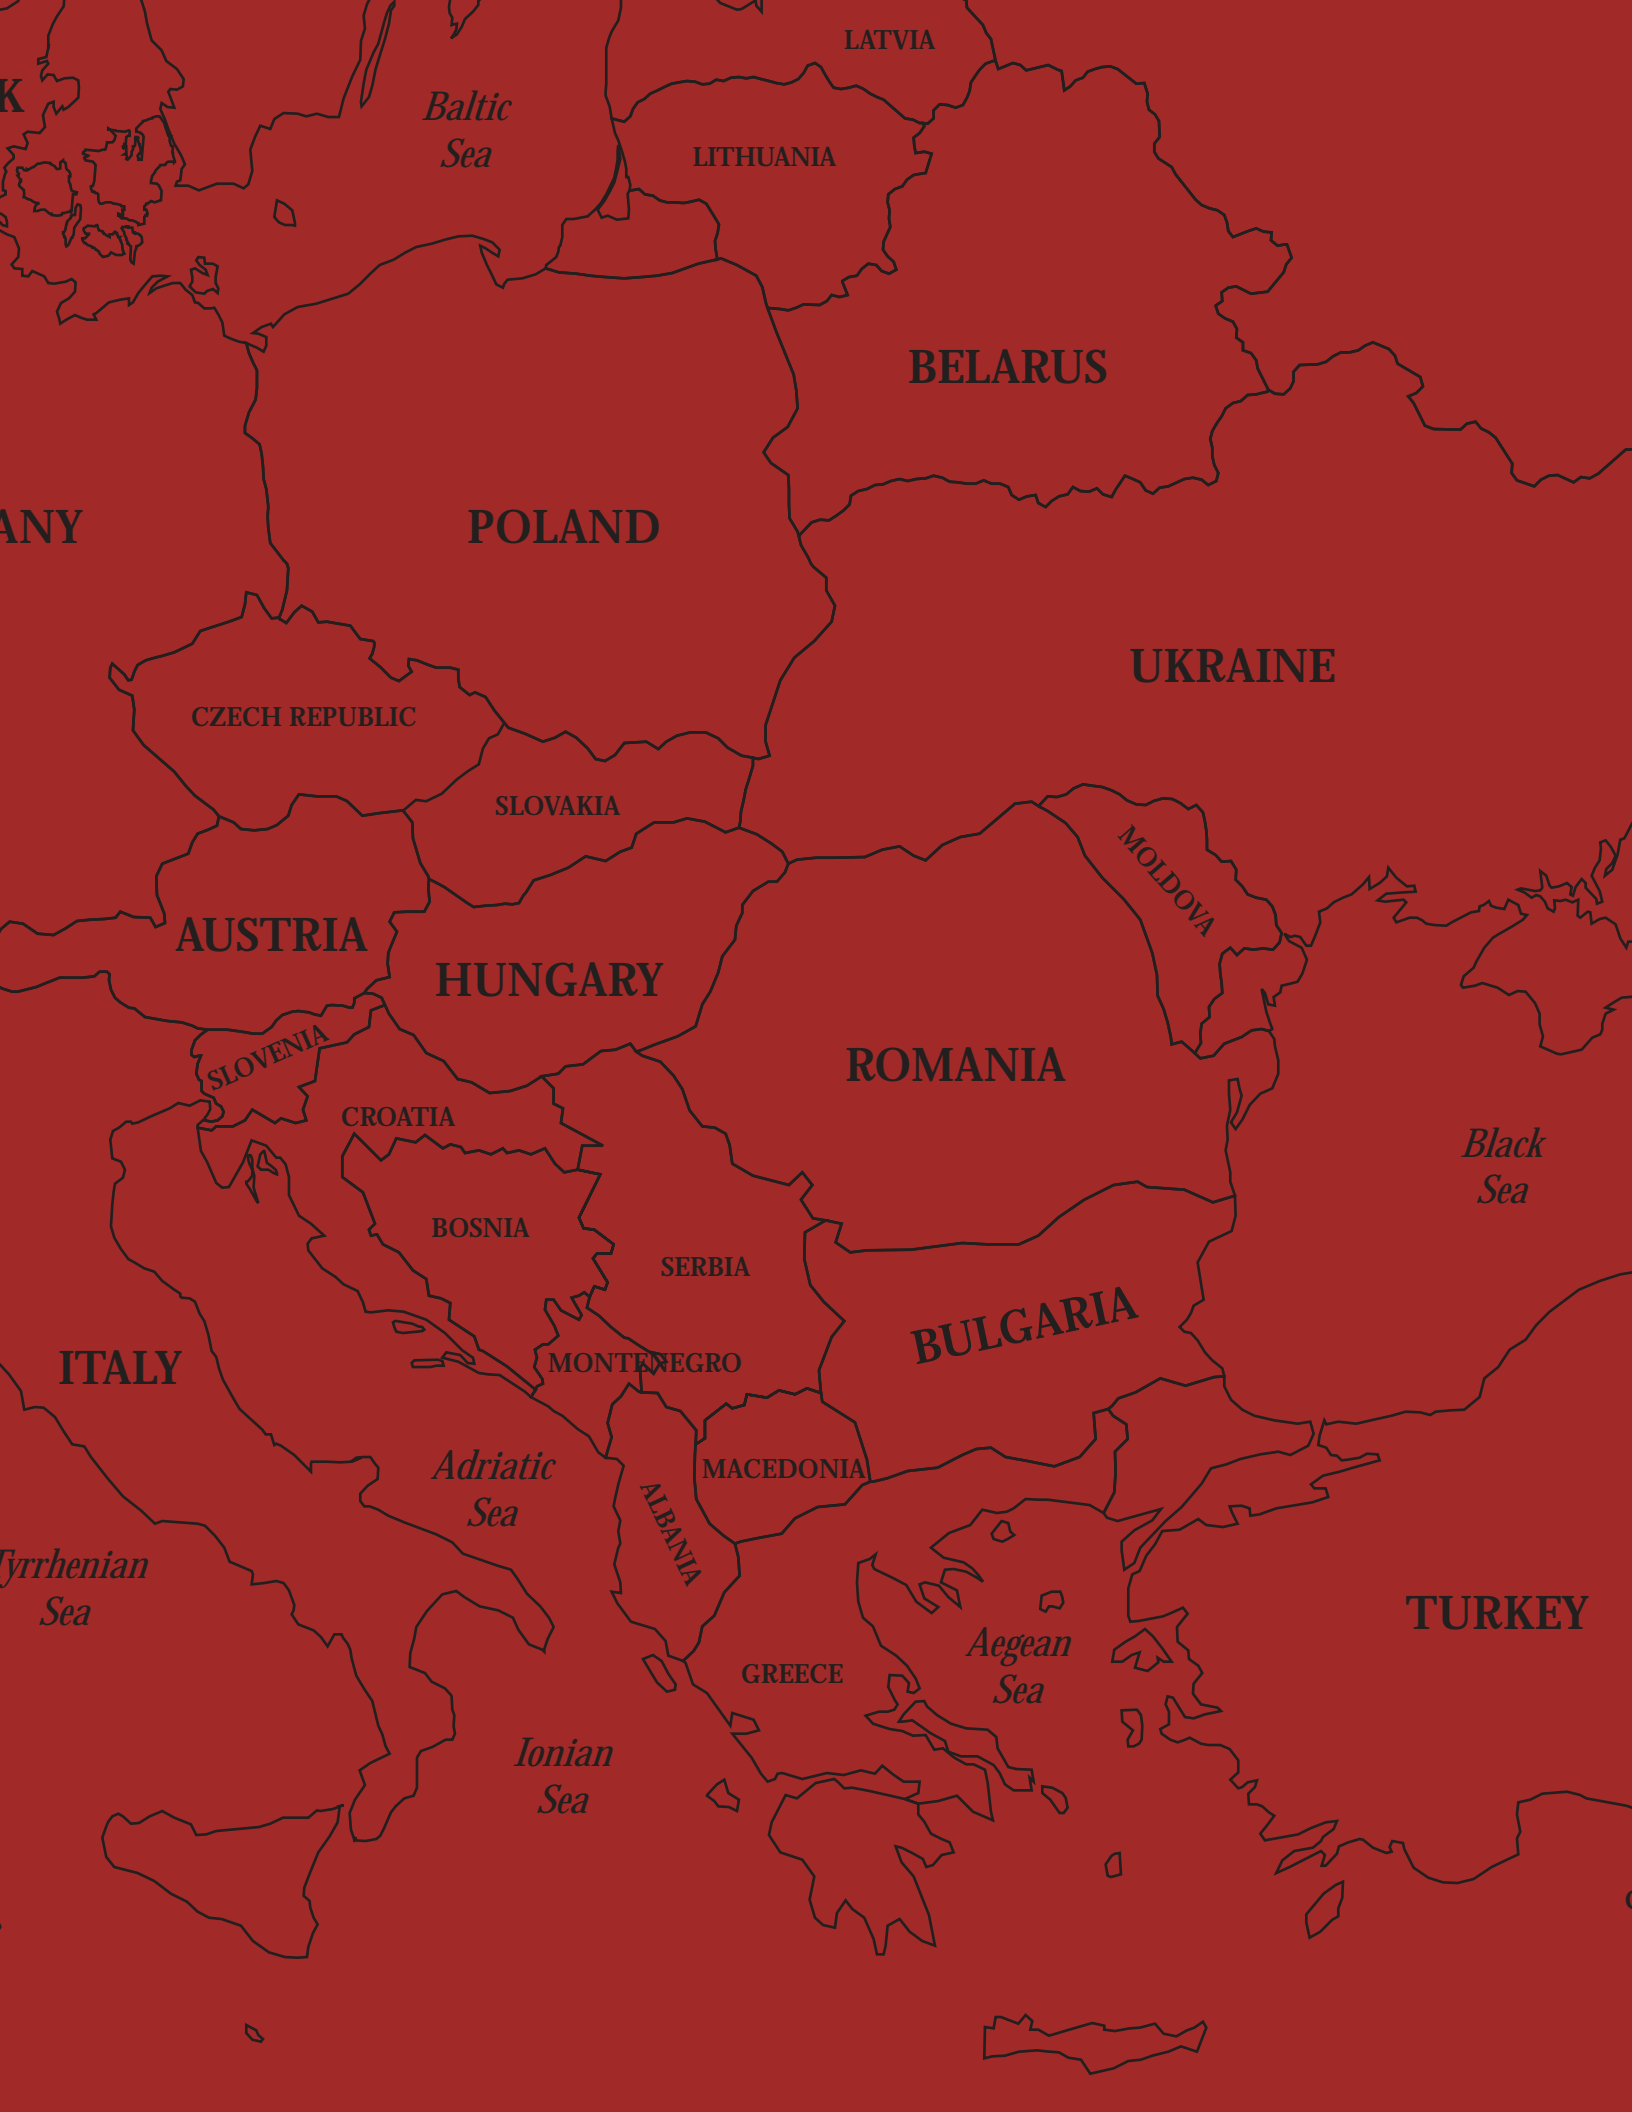 LATVIA
K
Baltic
Sea
LITHUANIA
BELARUS
ANY
POLAND
UKRAINE
CZECH REPUBLIC
SLOVAKIA
MOLDOVA
AUSTRIA
HUNGARY
SLOVENIA
ROMANIA
CROATIA
Black
Sea
BOSNIA
SERBIA
BULGARIA
ITALY
MONTENEGRO
Adriatic
Sea
MACEDONIA
ALBANIA
Tyrrhenian
Sea
TURKEY
Aegean
Sea
GREECE
Ionian
Sea